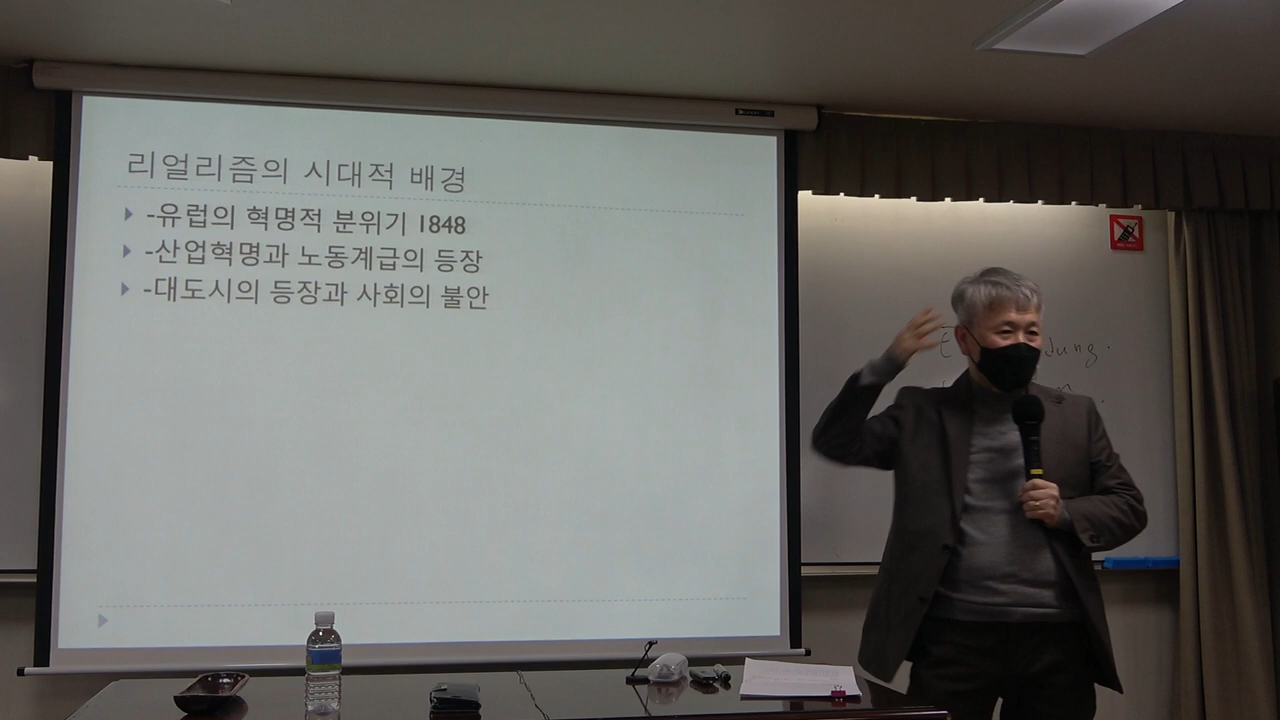 리얼리즘의 시대적 배경
-유럽의 혁명적 분위기 1848
-산업혁명과 노동계급의 등장
-대도시의 등장과 사회의 불안